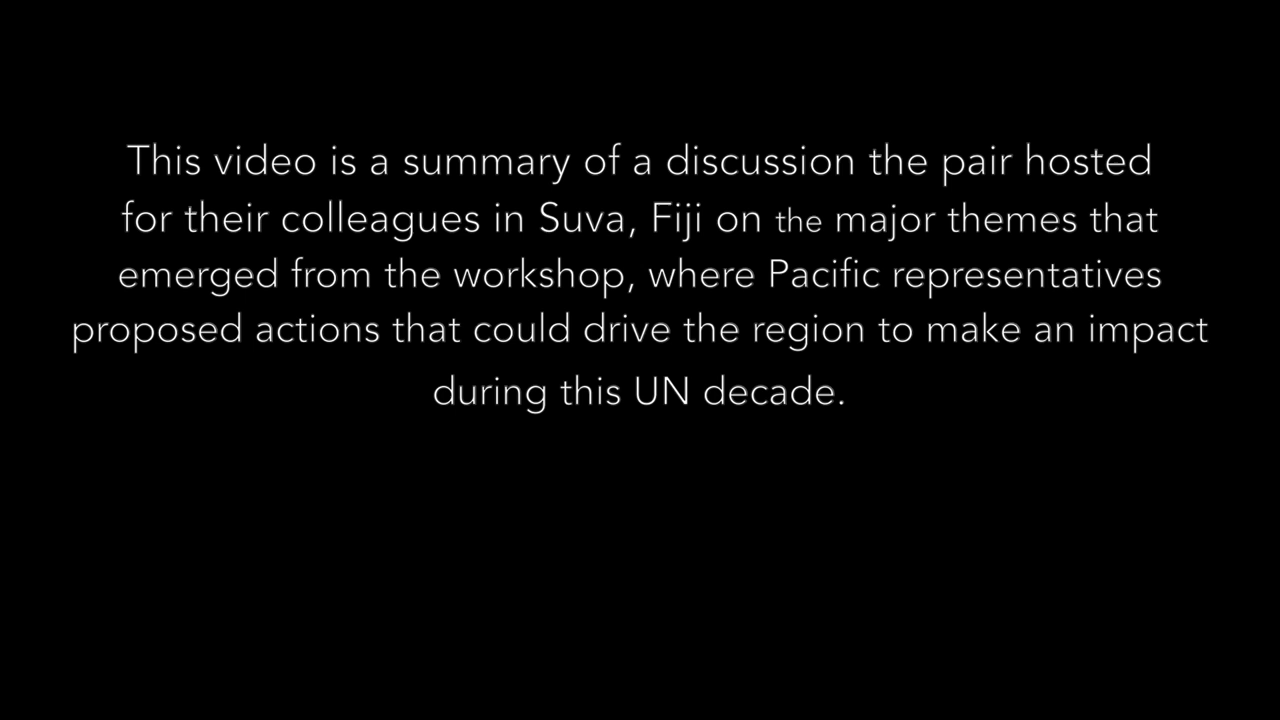 This video is a summary of a discussion the pair hosted
for their colleagues in Suva, Fiji on the major themes that
emerged from the workshop, where Pacific representatives
proposed actions that could drive the region to make an impact
during this UN decade.